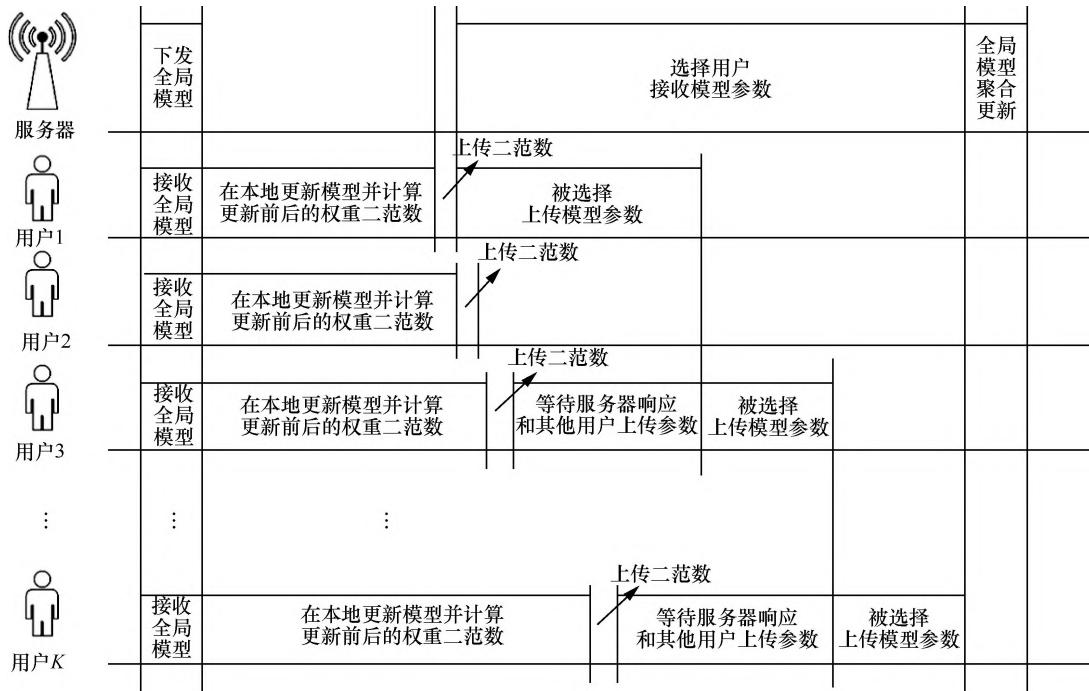 下发
全局
模型
选择用户
接收模型参数
全局
模型
聚合
更新
服务器
上传二范数
接收
全局
模型
在本地更新模型并计算
更新前后的权重二范数
被选择
上传模型参数
用户1
上传二范数
接收
全局
模型
在本地更新模型并计算
更新前后的权重二范数
用户2
上传二范数
接收
全局
模型
在本地更新模型并计算
更新前后的权重二范数
等待服务器响应
和其他用户上传参数
被选择
上传模型参数
用户3
⋮ ⋮ ⋮
上传二范数
接收
全局
模型
在本地更新模型并计算
更新前后的权重二范数
等待服务器响应
和其他用户上传参数
被选择
上传模型参数
用户K